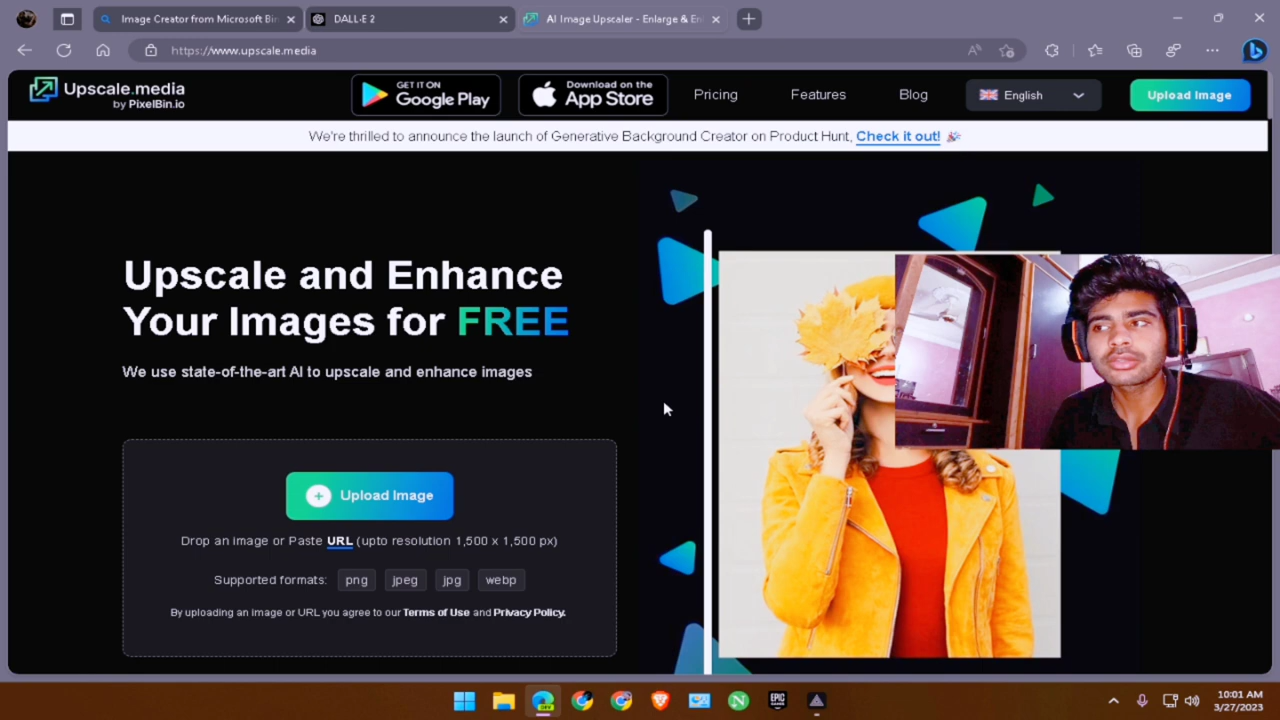 Image Creator from Microsoft Bin
DALL·E 2
AI Image Upscaler - Enlarge & En
https://www.upscale.media
Upscale.media
by PixelBin.io
GET IT ON
Google Play
Download on the
App Store
Pricing
Features
Blog
English
Upload Image
We're thrilled to announce the launch of Generative Background Creator on Product Hunt, Check it out! 🎉
Upscale and Enhance
Your Images for FREE
We use state-of-the-art AI to upscale and enhance images
Upload Image
Drop an image or Paste URL (upto resolution 1,500 x 1,500 px)
Supported formats: png jpeg jpg webp
By uploading an image or URL you agree to our Terms of Use and Privacy Policy.
DEV
EPIC
GAMES
10:01 AM
3/27/2023